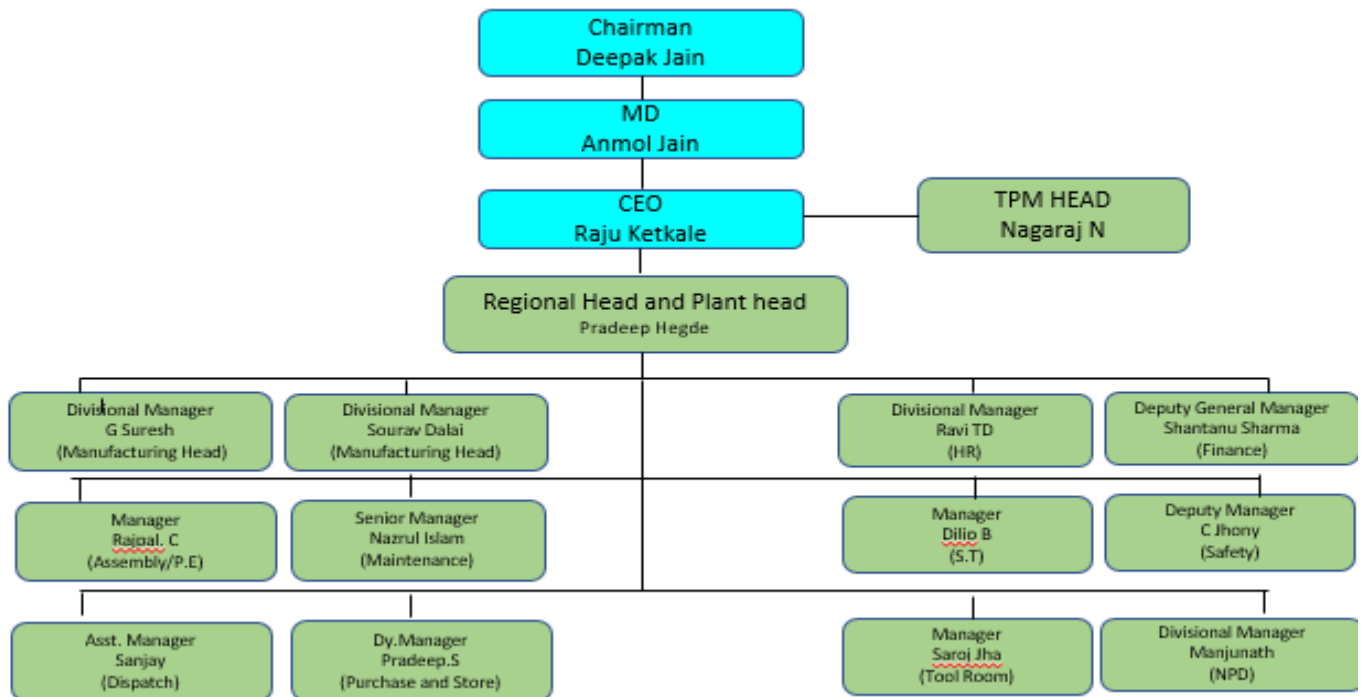 Chairman
Deepak Jain
MD
Anmol Jain
CEO
Raju Ketkale
TPM HEAD
Nagaraj N
Regional Head and Plant head
Pradeep Hegde
Divisional Manager
G Suresh
(Manufacturing Head)
Divisional Manager
Sourav Dalai
(Manufacturing Head)
Divisional Manager
Ravi TD
(HR)
Deputy General Manager
Shantanu Sharma
(Finance)
Manager
Rajpal. C
(Assembly/P.E)
Senior Manager
Nazrul Islam
(Maintenance)
Manager
Dilip B
(S.T)
Deputy Manager
C Jhony
(Safety)
Asst. Manager
Sanjay
(Dispatch)
Dy.Manager
Pradeep.S
(Purchase and Store)
Manager
Saroj Jha
(Tool Room)
Divisional Manager
Manjunath
(NPD)